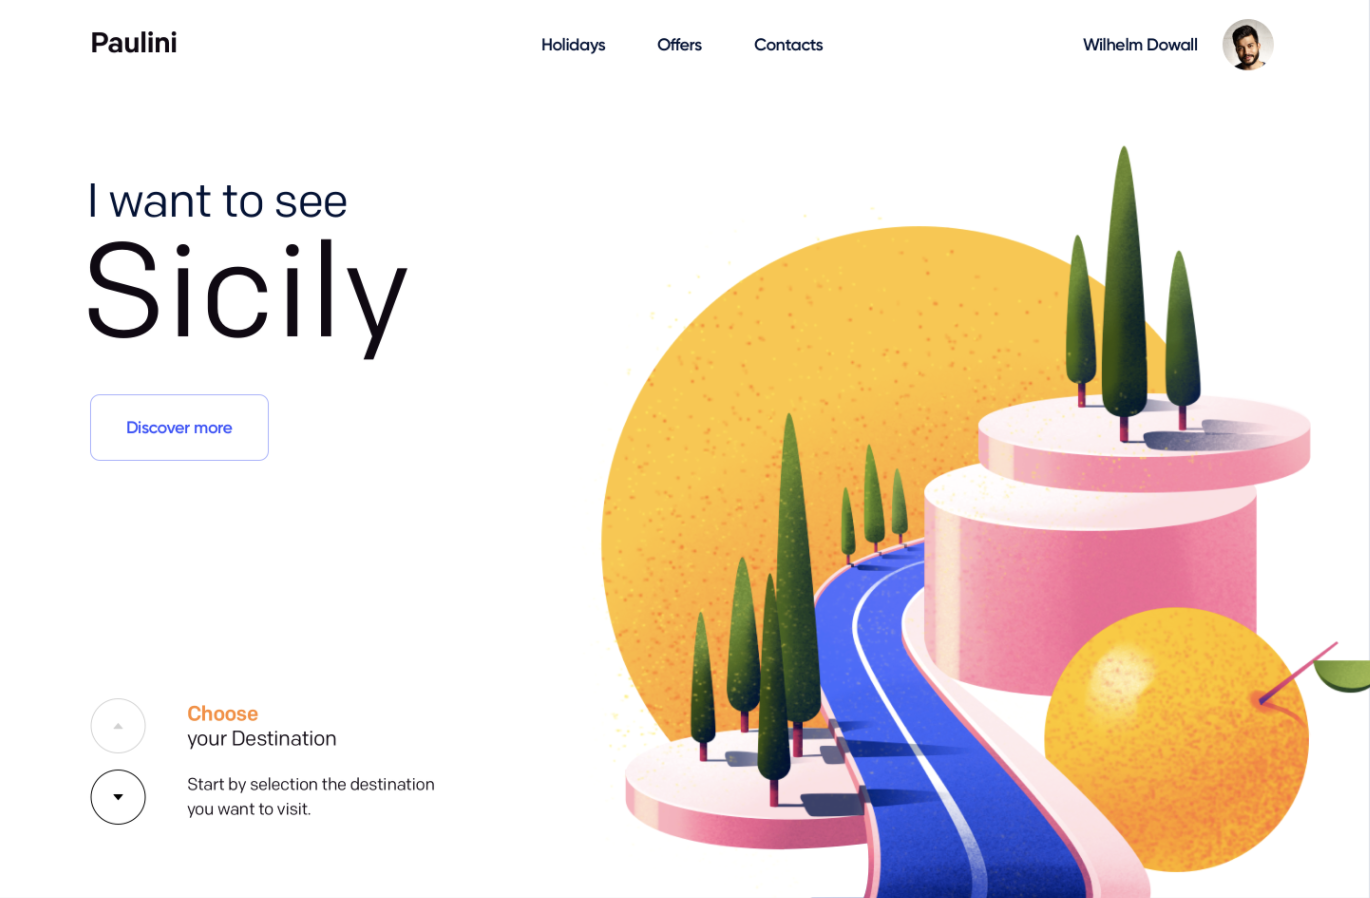 Paulini
Holidays
Offers
Contacts
Wilhelm Dowall
I want to see
Sicily
Discover more
Choose
your Destination
Start by selection the destination
you want to visit.